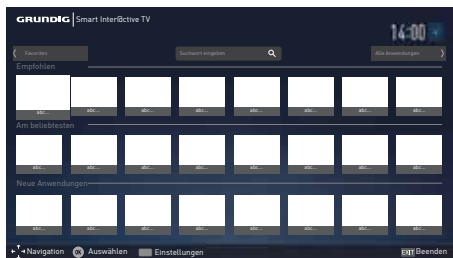 GRUNDIG Smart Inter@ctive TV
14:00
Favoriten Suchwort eingeben Alle Anwendungen
Empfohlen
abc... abc... abc... abc... abc... abc... abc... abc...
Am beliebtesten
abc... abc... abc... abc... abc... abc... abc... abc...
Neue Anwendungen
abc... abc... abc... abc... abc... abc... abc... abc...
Navigation OK Auswählen Einstellungen EXIT Beenden